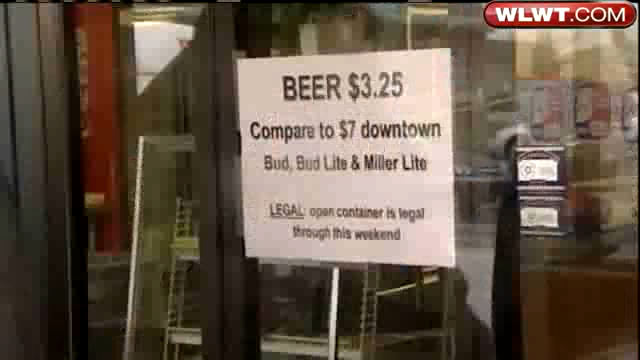 WLWT.COM
BEER $3.25
Compare to $7 downtown
Bud, Bud Lite & Miller Lite
LEGAL: open container is legal
through this weekend